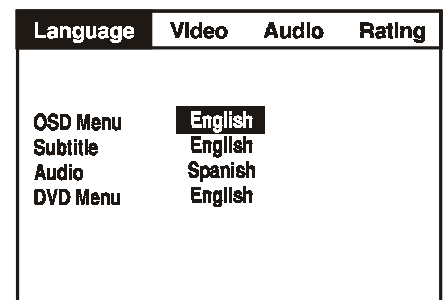 Language Video Audio Rating
OSD Menu English
Subtitle English
Audio Spanish
DVD Menu English